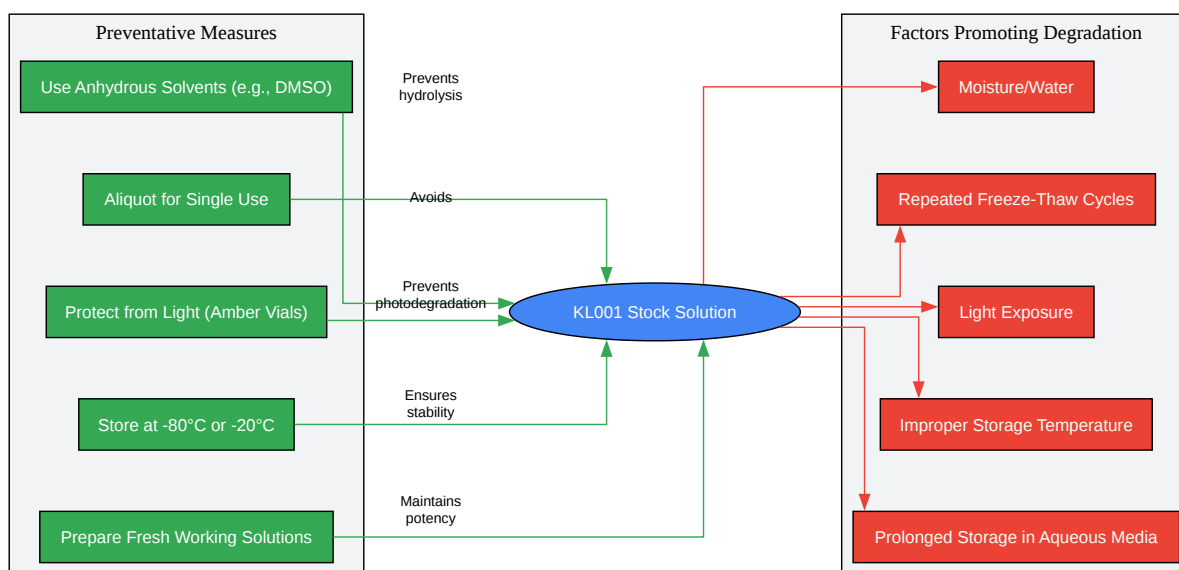 Preventative Measures
Use Anhydrous Solvents (e.g., DMSO)
Aliquot for Single Use
Protect from Light (Amber Vials)
Store at -80°C or -20°C
Prepare Fresh Working Solutions
Prevents
hydrolysis
Avoids
Prevents
photodegradation
Ensures
stability
Maintains
potency
KL001 Stock Solution
Factors Promoting Degradation
Moisture/Water
Repeated Freeze-Thaw Cycles
Light Exposure
Improper Storage Temperature
Prolonged Storage in Aqueous Media